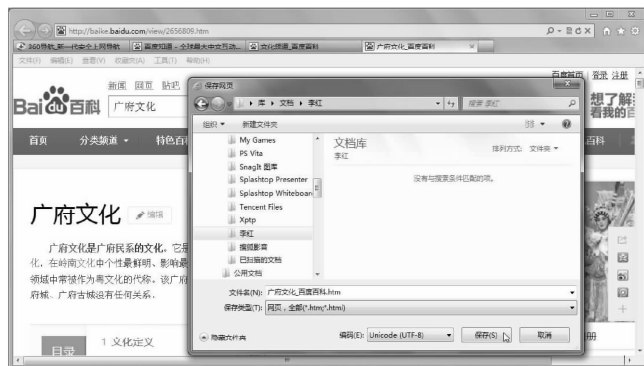 http://baike.baidu.com/view/2656809.htm
360导航_新一代安全上网导航 百度知道 - 全球最大中文互动... 文化频道_百度百科 广府文化_百度百科
文件(F) 编辑(E) 查看(V) 收藏夹(A) 工具(T) 帮助(H)
百度首页 登录 注册
新闻 网页 贴吧
Bai 百科 广府文化
想了解
看我的百
首页 分类频道 特色百
百科
广府文化 编辑
广府文化是广府民系的文化。它是
化，在岭南文化中个性最鲜明、影响最
领域中常被作为粤文化的代称。该广府
府城、广府古城没有任何关系。
目录 1 文化定义
册
保存网页
库 文档 李红
搜索 李红
组织 新建文件夹
My Games
PS Vita
SnagIt 图库
Splashtop Presenter
Splashtop Whiteboard
Tencent Files
Xptp
李红
搜狐影音
已扫描的文档
公用文档
文档库
李红
排列方式: 文件夹
没有与搜索条件匹配的项。
文件名(N): 广府文化_百度百科.htm
保存类型(T): 网页，全部(*.htm;*.html)
隐藏文件夹 编码(E): Unicode (UTF-8) 保存(S) 取消